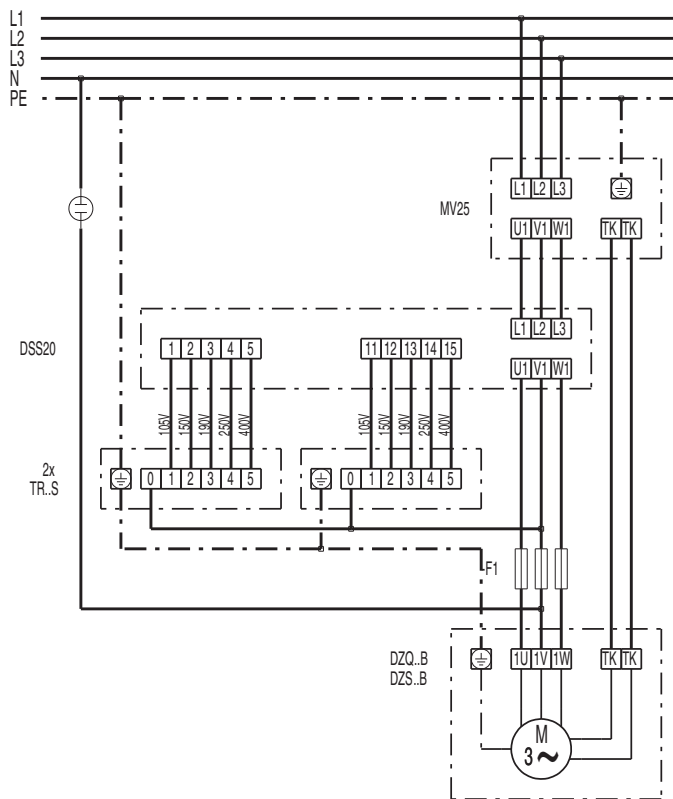 L1
L2
L3
N
PE
L1 L2 L3
MV25
U1 V1 W1 TK TK
L1 L2 L3
DSS20
1 2 3 4 5 11 12 13 14 15
U1 V1 W1
105V 150V 190V 250V 400V 105V 150V 190V 250V 400V
2x
TR..S
0 1 2 3 4 5 0 1 2 3 4 5
F1
DZQ..B
DZS..B
1U 1V 1W TK TK
M
3 ~